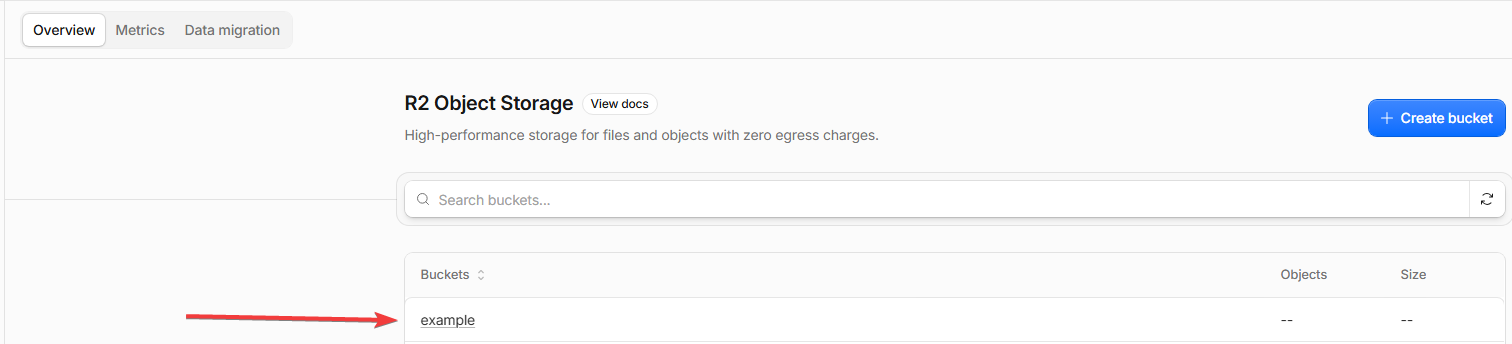 Overview Metrics Data migration
R2 Object Storage View docs
+ Create bucket
High-performance storage for files and objects with zero egress charges.
Search buckets...
Buckets Objects Size
example -- --